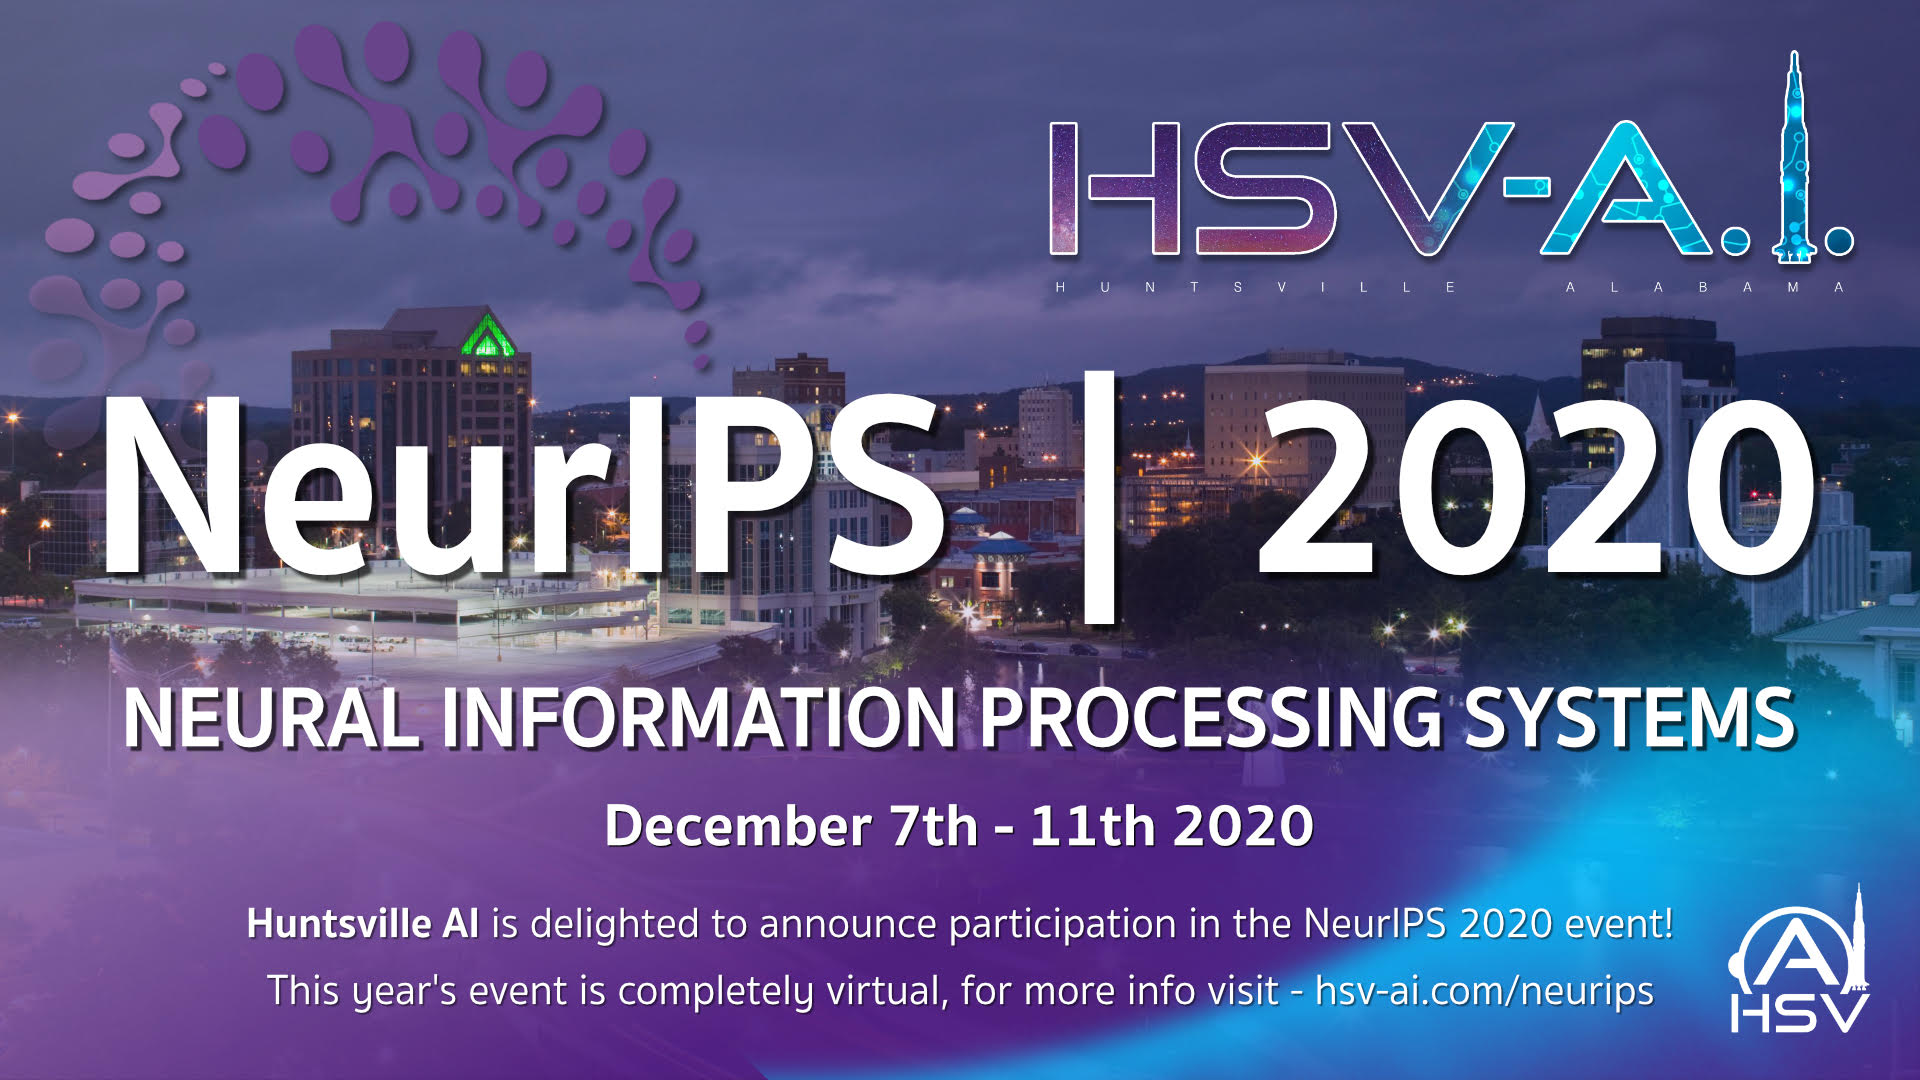 HSV-A.I.
HUNTSVILLE ALABAMA
NeurIPS | 2020
NEURAL INFORMATION PROCESSING SYSTEMS
December 7th - 11th 2020
Huntsville AI is delighted to announce participation in the NeurIPS 2020 event!
This year's event is completely virtual, for more info visit - hsv-ai.com/neurips
AI
HSV